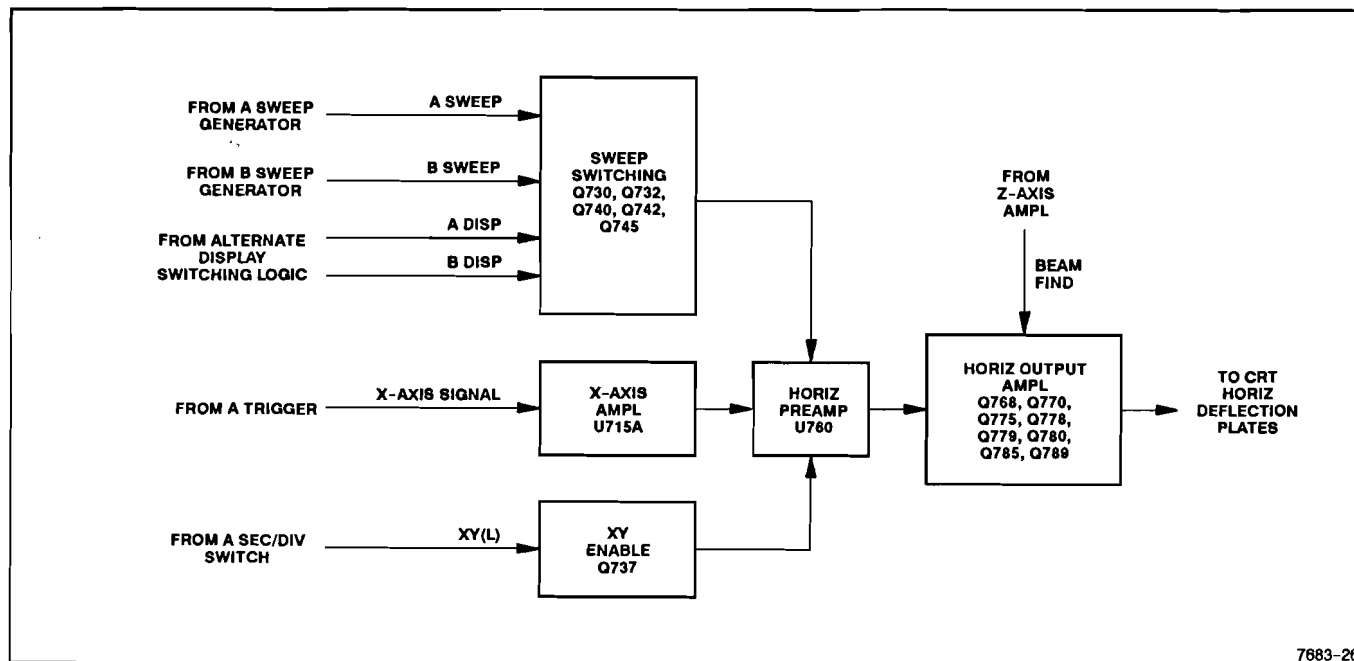 FROM A SWEEP
GENERATOR
A SWEEP
FROM B SWEEP
GENERATOR
B SWEEP
FROM ALTERNATE
DISPLAY
SWITCHING LOGIC
A DISP
B DISP
SWEEP
SWITCHING
Q730, Q732,
Q740, Q742,
Q745
FROM A TRIGGER
X-AXIS SIGNAL
X-AXIS
AMPL
U715A
HORIZ
PREAMP
U760
FROM
Z-AXIS
AMPL
BEAM
FIND
HORIZ OUTPUT
AMPL
Q768, Q770,
Q775, Q778,
Q779, Q780,
Q785, Q789
TO CRT
HORIZ
DEFLECTION
PLATES
FROM A SEC/DIV
SWITCH
XY(L)
XY
ENABLE
Q737
7683-26